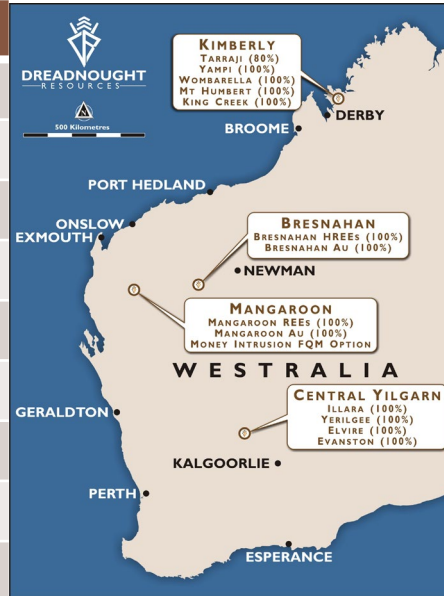 DREADNOUGHT
RESOURCES
500 Kilometres
KIMBERLY
TARRAJI (80%)
YAMPI (100%)
WOMBARELLA (100%)
MT HUMBERT (100%)
KING CREEK (100%)
DERBY
BROOME
PORT HEDLAND
ONSLOW
EXMOUTH
BRESNAHAN
BRESNAHAN HREES (100%)
BRESNAHAN AU (100%)
NEWMAN
MANGAROON
MANGAROON REES (100%)
MANGAROON AU (100%)
MONEY INTRUSION FQM OPTION
WESTRALIA
CENTRAL YILGARN
ILLARA (100%)
YERILGEE (100%)
ELVIRE (100%)
EVANSTON (100%)
GERALDTON
KALGOORLIE
PERTH
ESPERANCE